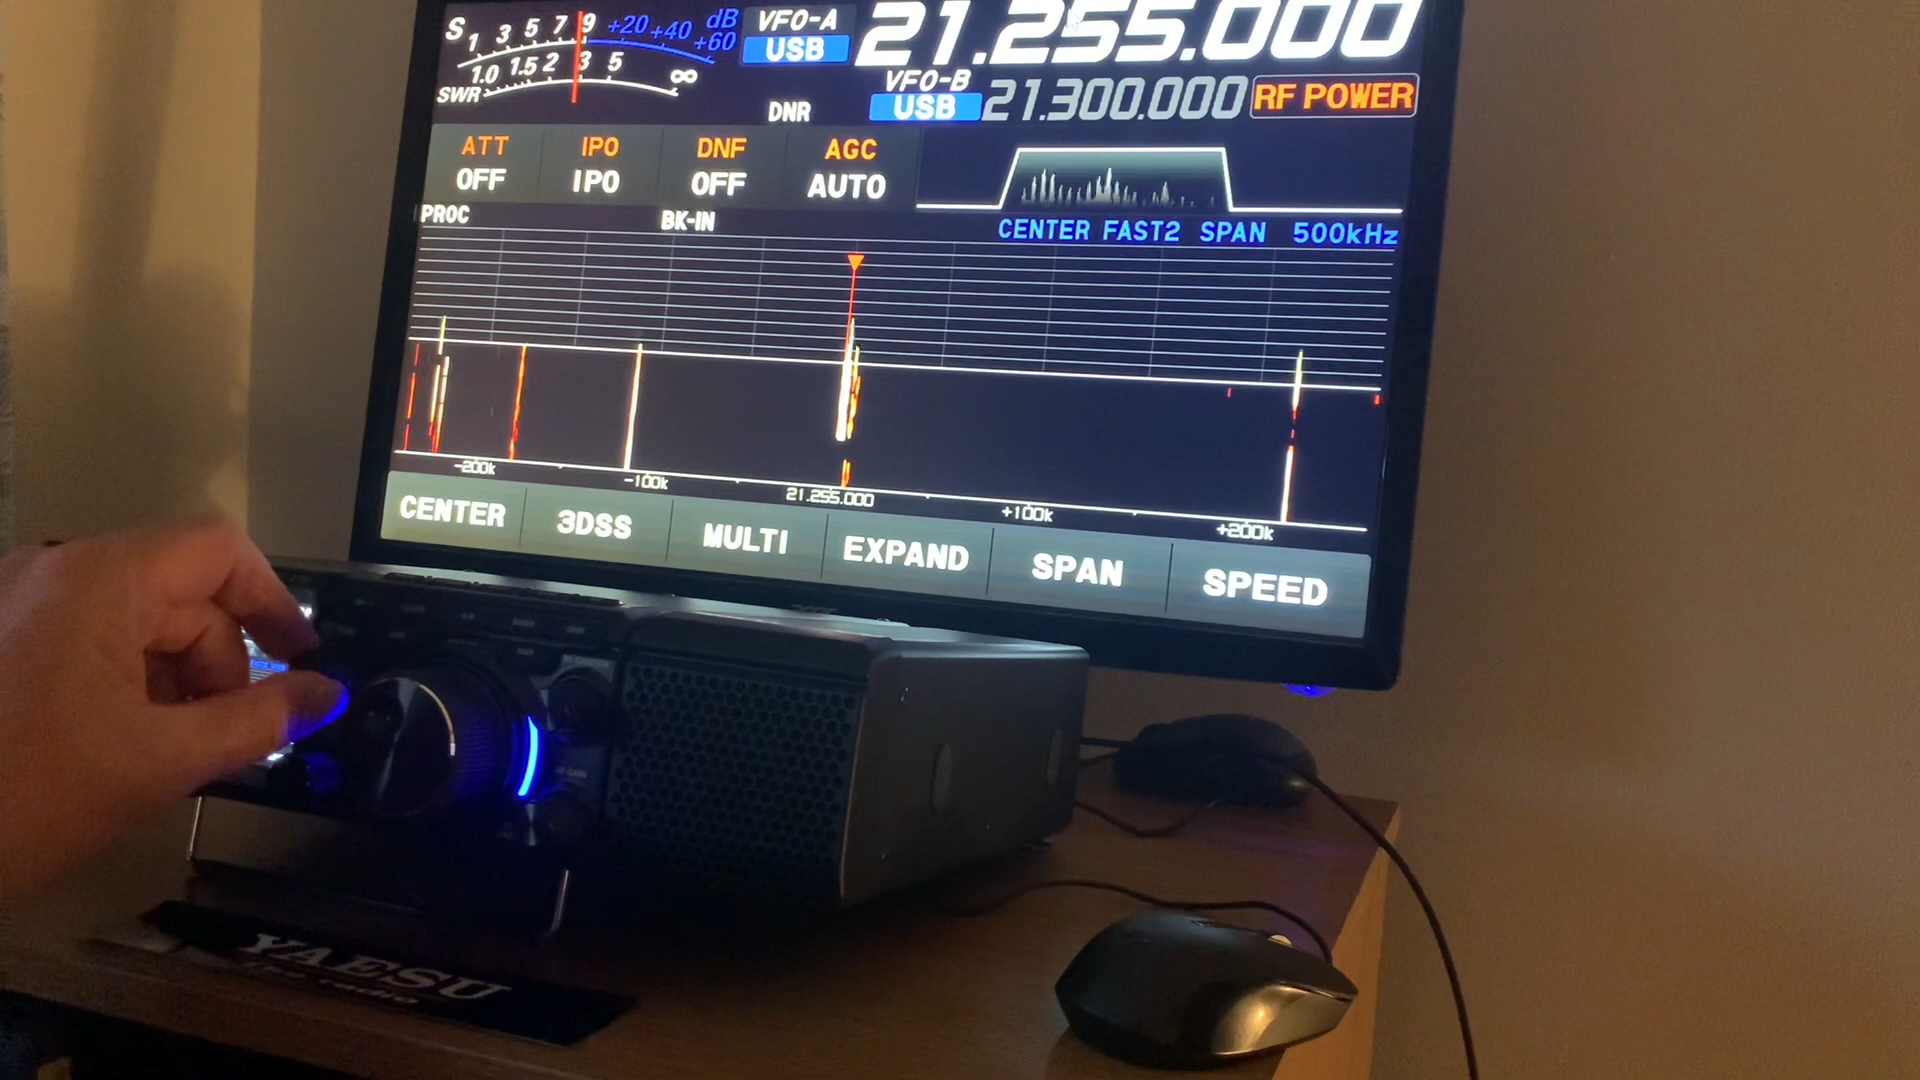 S 1 3 5 7 9 +20 +40 +60 dB
1.0 1.5 2 3 5 ∞
SWR
VFO-A
USB
21.255.000
VFO-B
USB
21.300.000
RF POWER
DNR
ATT IPO DNF AGC
OFF IPO OFF AUTO
PROC BK-IN
CENTER FAST2 SPAN 500kHz
-200k -100k 21.255.000 +100k +200k
CENTER 3DSS MULTI EXPAND SPAN SPEED
YAESU
The radio